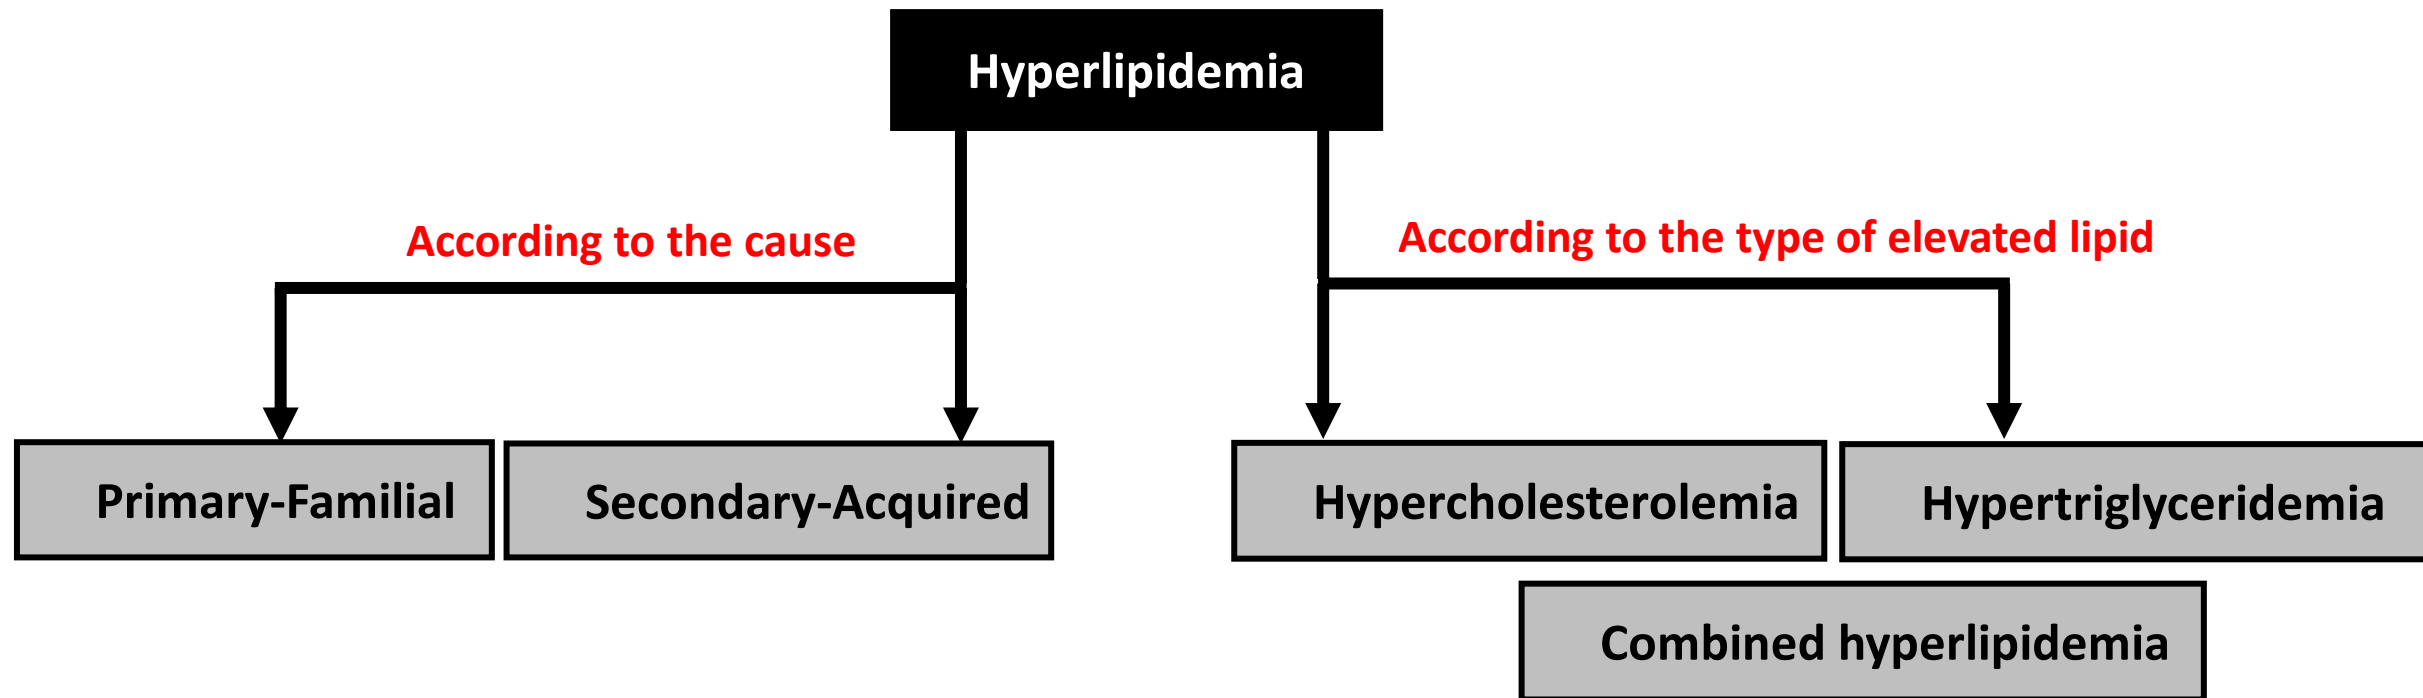 Hyperlipidemia
According to the cause
According to the type of elevated lipid
Primary-Familial
Secondary-Acquired
Hypercholesterolemia
Hypertriglyceridemia
Combined hyperlipidemia